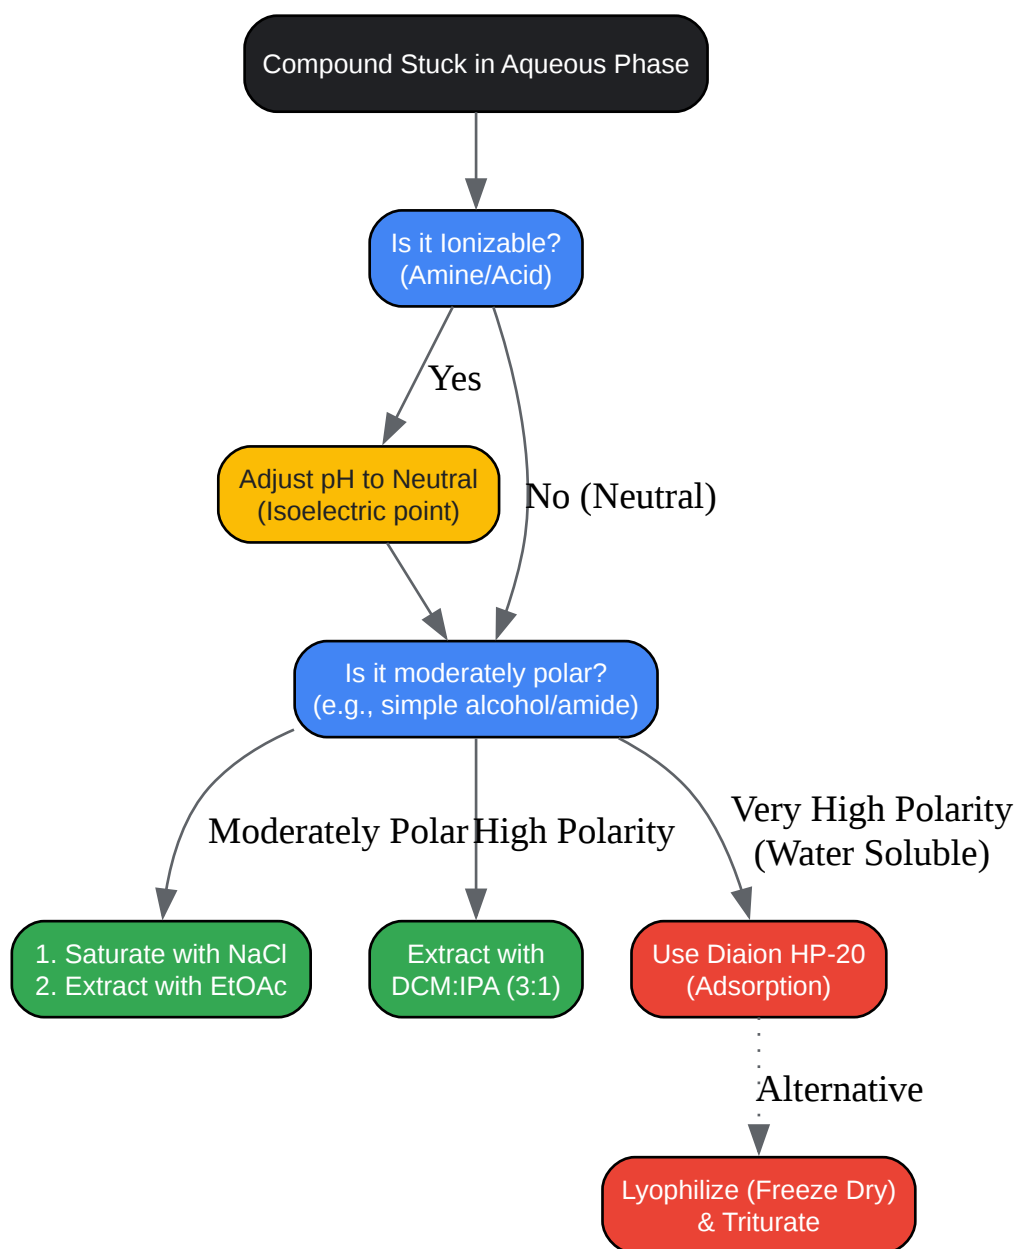 Compound Stuck in Aqueous Phase
Is it Ionizable?
(Amine/Acid)
Yes
Adjust pH to Neutral
(Isoelectric point)
No (Neutral)
Is it moderately polar?
(e.g., simple alcohol/amide)
Moderately Polar
High Polarity
Very High Polarity
(Water Soluble)
1. Saturate with NaCl
2. Extract with EtOAc
Extract with
DCM:IPA (3:1)
Use Diaion HP-20
(Adsorption)
Alternative
Lyophilize (Freeze Dry)
& Triturate